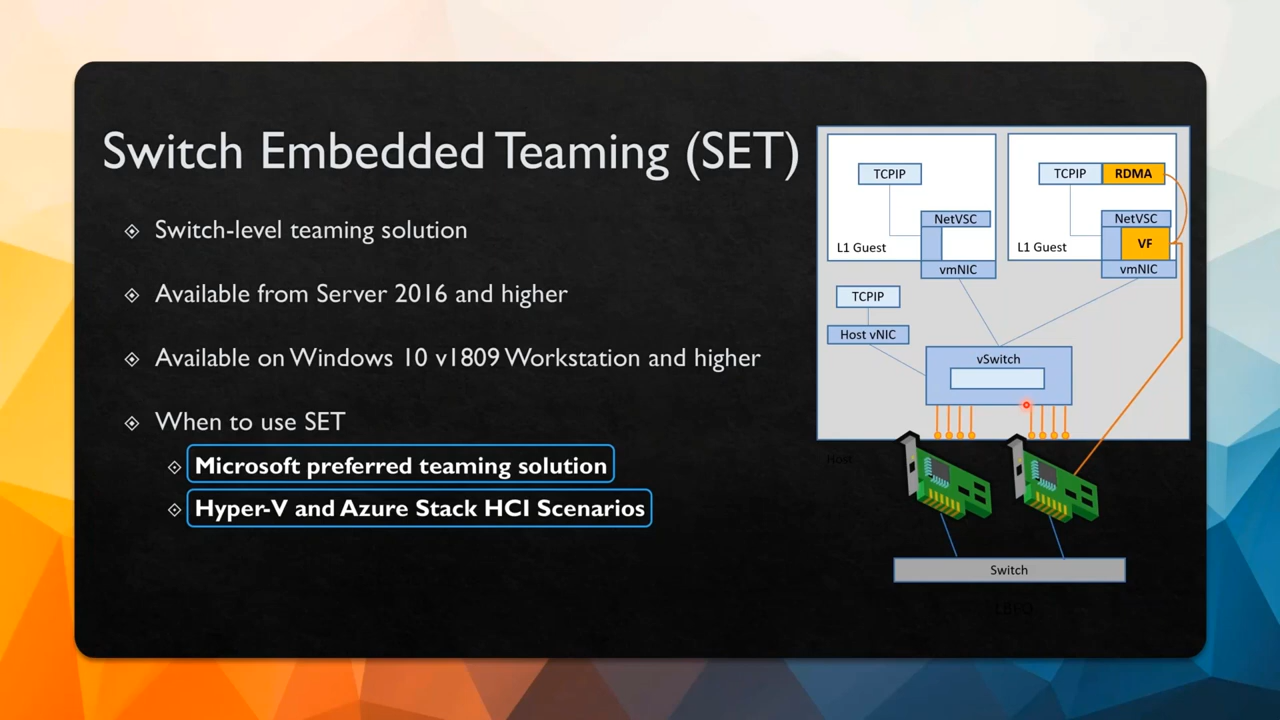 Switch Embedded Teaming (SET)
Switch-level teaming solution
Available from Server 2016 and higher
Available on Windows 10 v1809 Workstation and higher
When to use SET
Microsoft preferred teaming solution
Hyper-V and Azure Stack HCI Scenarios
TCPIP
NetVSC
L1 Guest
vmNIC
TCPIP RDMA
NetVSC
L1 Guest
VF
vmNIC
TCPIP
Host vNIC
vSwitch
Host
Switch
LBFO